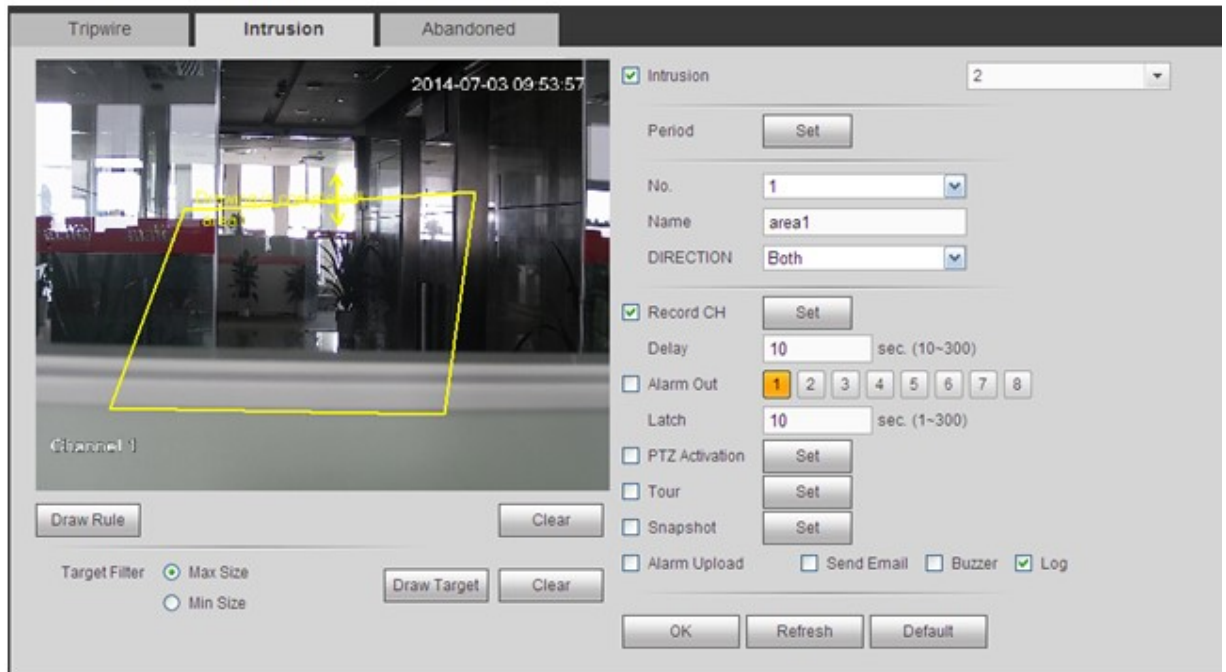 Tripwire
Intrusion
Abandoned
2014-07-03 09:53:57
area1
Channel 1
Draw Rule
Clear
Target Filter
Max Size
Min Size
Draw Target
Clear
Intrusion
2
Period
Set
No.
1
Name
area1
DIRECTION
Both
Record CH
Set
Delay
10
sec. (10~300)
Alarm Out
1 2 3 4 5 6 7 8
Latch
10
sec. (1~300)
PTZ Activation
Set
Tour
Set
Snapshot
Set
Alarm Upload
Send Email
Buzzer
Log
OK
Refresh
Default